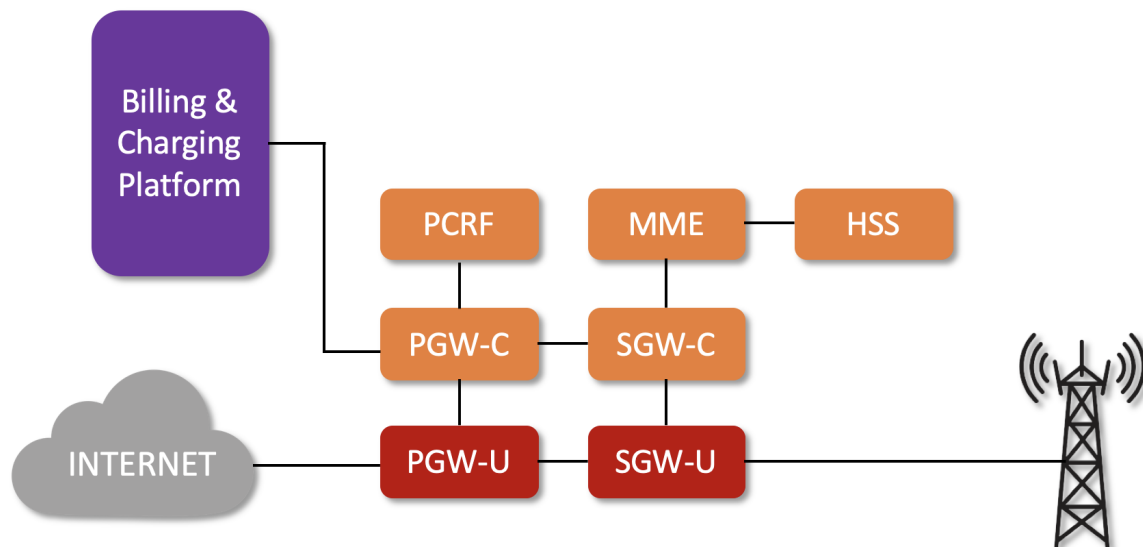 Billing &
Charging
Platform
PCRF
MME
HSS
PGW-C
SGW-C
INTERNET
PGW-U
SGW-U